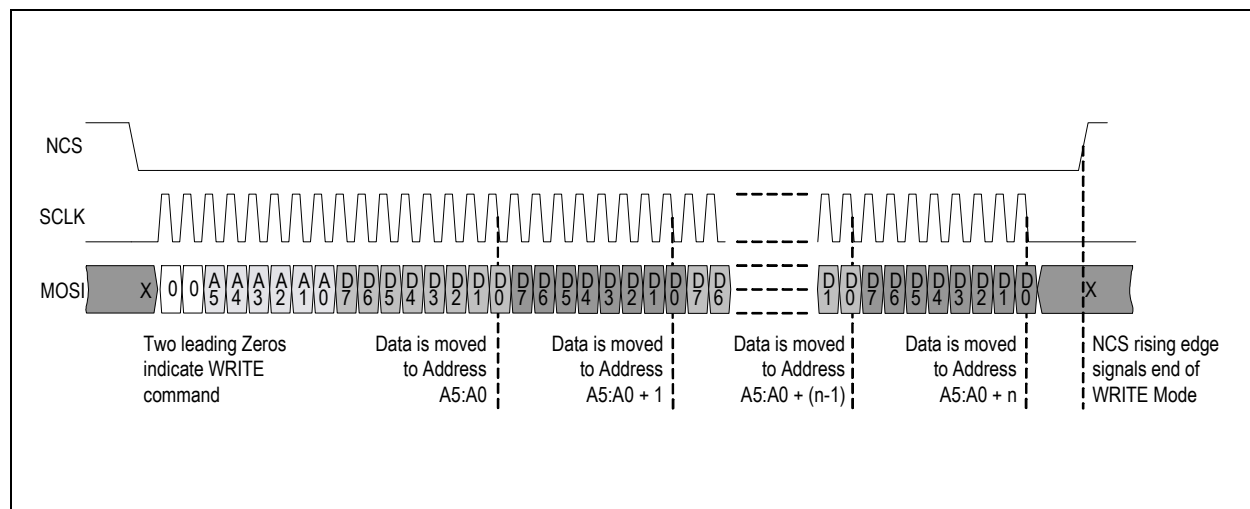 NCS
SCLK
MOSI X 0 0 A5 A4 A3 A2 A1 A0 D7 D6 D5 D4 D3 D2 D1 D0 D7 D6 D5 D4 D3 D2 D1 D0 D7 D6 D1 D0 D7 D6 D5 D4 D3 D2 D1 D0 X
Two leading Zeros
indicate WRITE
command
Data is moved
to Address
A5:A0
Data is moved
to Address
A5:A0 + 1
Data is moved
to Address
A5:A0 + (n-1)
Data is moved
to Address
A5:A0 + n
NCS rising edge
signals end of
WRITE Mode